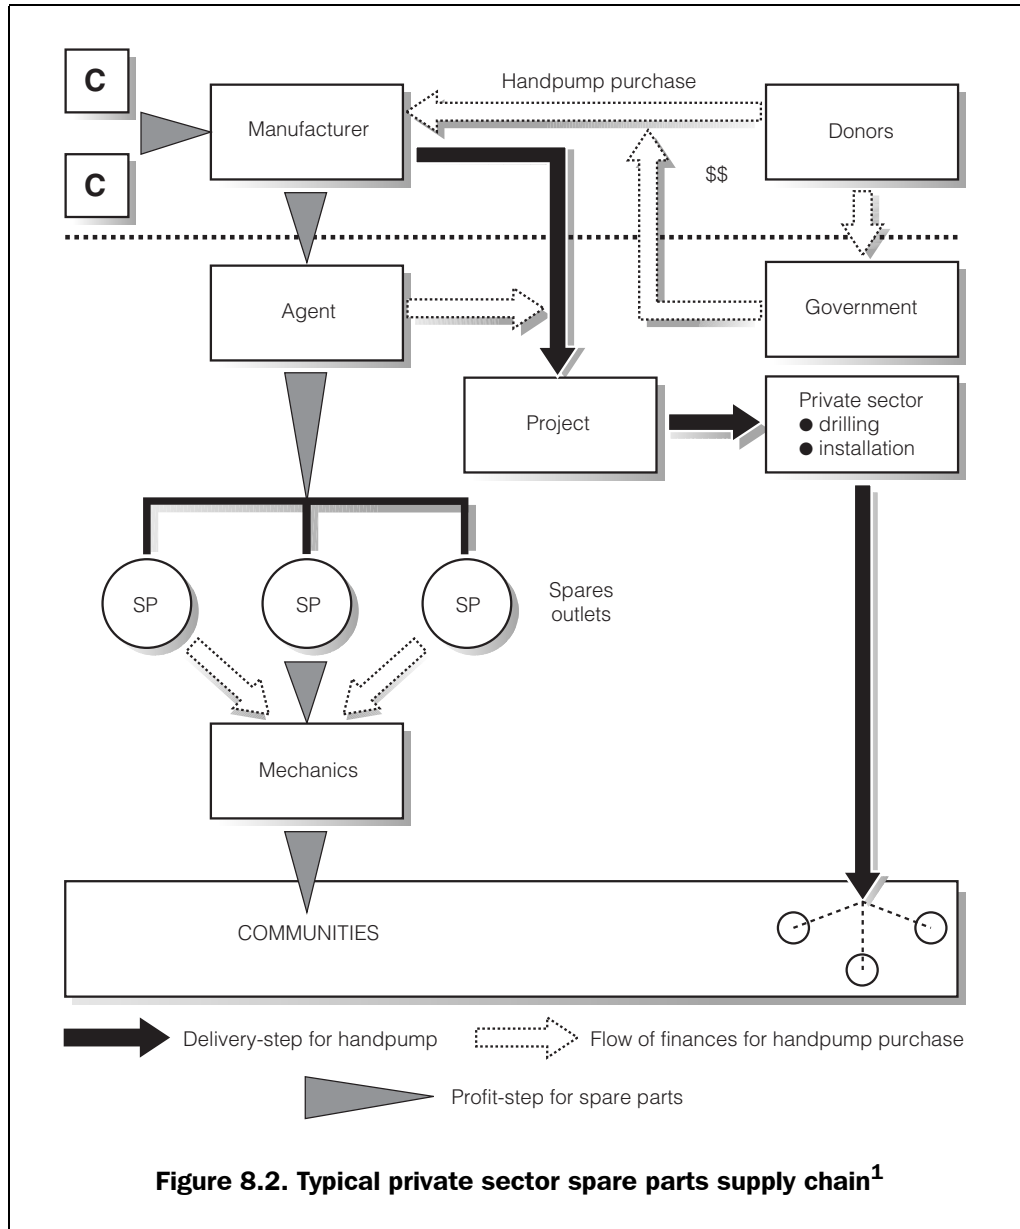 C
Handpump purchase
Manufacturer
Donors
C
$$
Agent
Government
Project
Private sector
● drilling
● installation
SP
SP
SP
Spares
outlets
Mechanics
COMMUNITIES
Delivery-step for handpump
Flow of finances for handpump purchase
Profit-step for spare parts
Figure 8.2. Typical private sector spare parts supply chain1